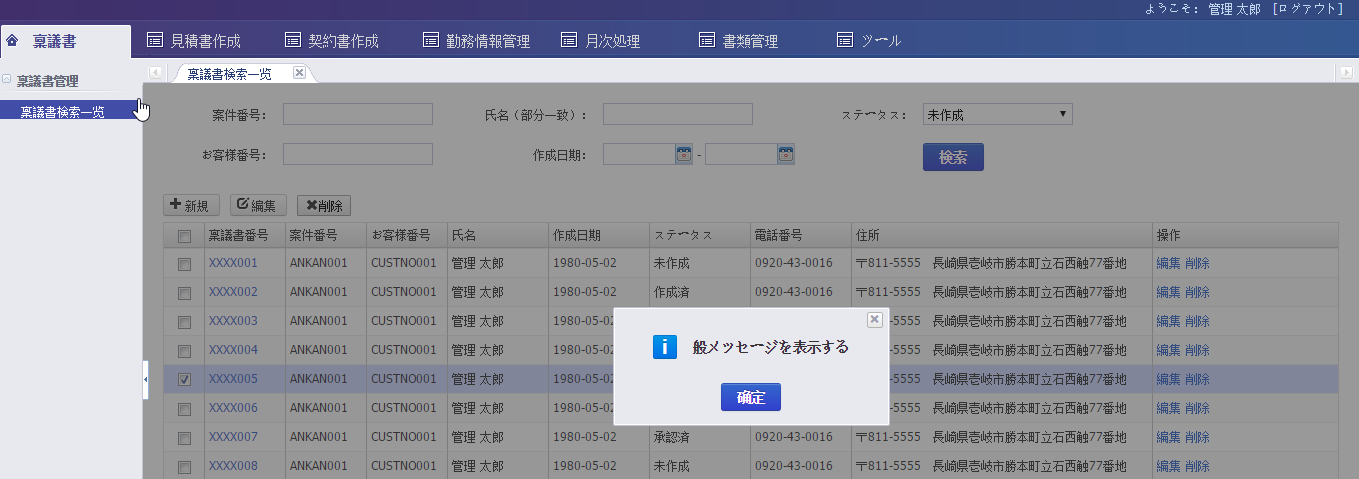 ようこそ： 管理 太郎 [ログアウト]
稟議書 見積書作成 契約書作成 勤務情報管理 月次処理 書類管理 ツール
稟議書管理
稟議書検索一览
稟議書検索一览
案件番号： 氏名（部分一致）： ステータス： 未作成
お客様番号： 作成日期： - 検索
新規 編集 削除
稟議書番号 案件番号 お客様番号 氏名 作成日期 ステータス 電話番号 住所 操作
XXXX001 ANKAN001 CUSTNO001 管理 太郎 1980-05-02 未作成 0920-43-0016 〒811-5555 長崎県壱岐市勝本町立石西触77番地 編集 削除
XXXX002 ANKAN001 CUSTNO001 管理 太郎 1980-05-02 作成済 0920-43-0016 〒811-5555 長崎県壱岐市勝本町立石西触77番地 編集 削除
XXXX003 ANKAN001 CUSTNO001 管理 太郎 1980-05-02 -5555 長崎県壱岐市勝本町立石西触77番地 編集 削除
XXXX004 ANKAN001 CUSTNO001 管理 太郎 1980-05-02 -5555 長崎県壱岐市勝本町立石西触77番地 編集 削除
XXXX005 ANKAN001 CUSTNO001 管理 太郎 1980-05-02 -5555 長崎県壱岐市勝本町立石西触77番地 編集 削除
XXXX006 ANKAN001 CUSTNO001 管理 太郎 1980-05-02 -5555 長崎県壱岐市勝本町立石西触77番地 編集 削除
XXXX007 ANKAN001 CUSTNO001 管理 太郎 1980-05-02 承認済 0920-43-0016 〒811-5555 長崎県壱岐市勝本町立石西触77番地 編集 削除
XXXX008 ANKAN001 CUSTNO001 管理 太郎 1980-05-02 未作成 0920-43-0016 〒811-5555 長崎県壱岐市勝本町立石西触77番地 編集 削除
般メッセージを表示する
确定